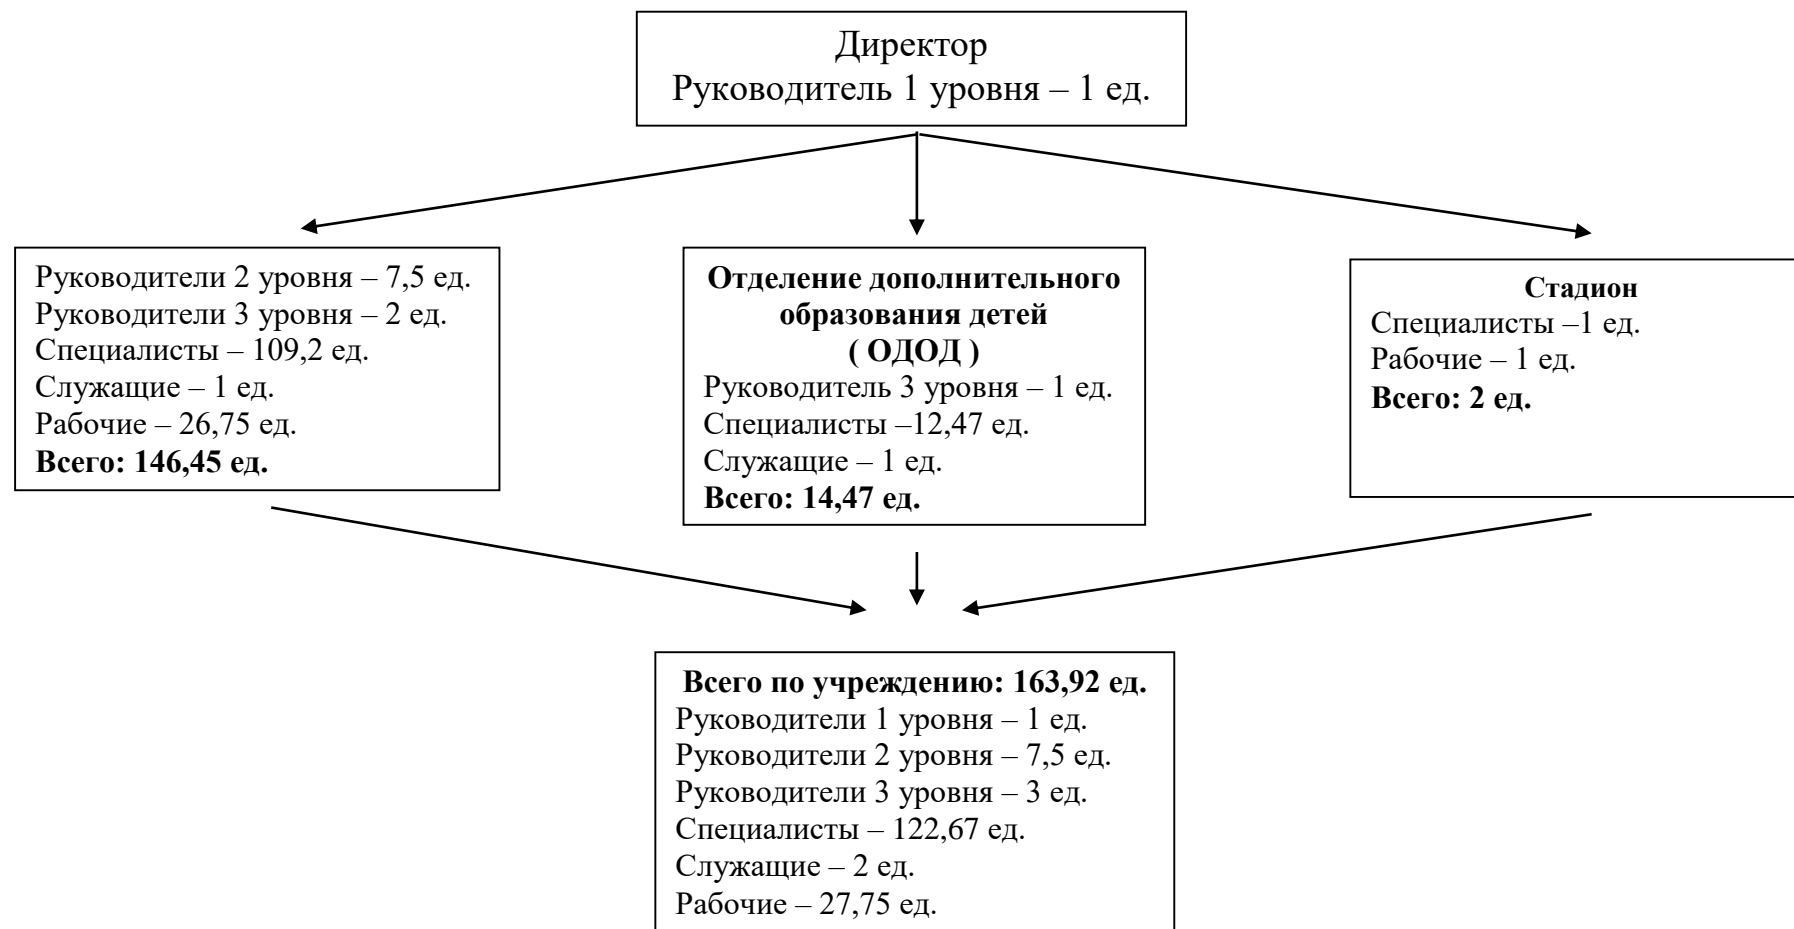 Директор
Руководитель 1 уровня – 1 ед.
Руководители 2 уровня – 7,5 ед.
Руководители 3 уровня – 2 ед.
Специалисты – 109,2 ед.
Служащие – 1 ед.
Рабочие – 26,75 ед.
Всего: 146,45 ед.
Отделение дополнительного
образования детей
( ОДОД )
Руководитель 3 уровня – 1 ед.
Специалисты –12,47 ед.
Служащие – 1 ед.
Всего: 14,47 ед.
Стадион
Специалисты –1 ед.
Рабочие – 1 ед.
Всего: 2 ед.
Всего по учреждению: 163,92 ед.
Руководители 1 уровня – 1 ед.
Руководители 2 уровня – 7,5 ед.
Руководители 3 уровня – 3 ед.
Специалисты – 122,67 ед.
Служащие – 2 ед.
Рабочие – 27,75 ед.